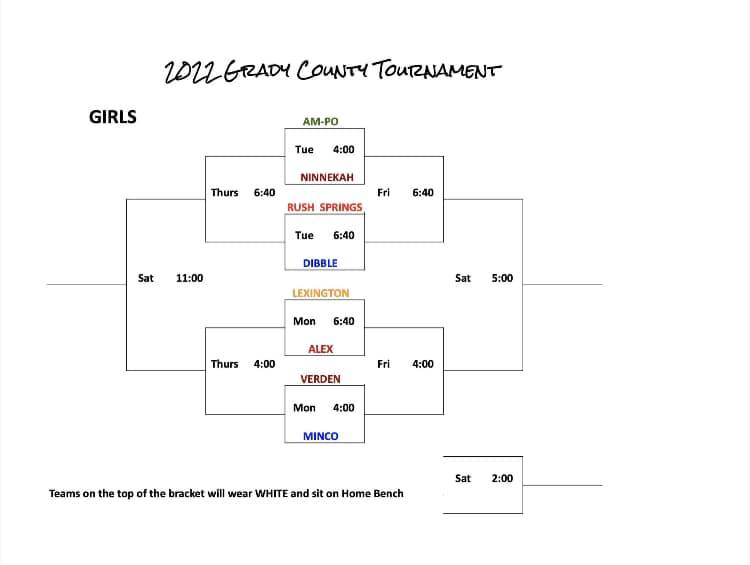 2022 GRADY COUNTY TOURNAMENT
GIRLS
AM-PO
Tue 4:00
NINNEKAH
Thurs 6:40
Fri 6:40
RUSH SPRINGS
Tue 6:40
DIBBLE
Sat 11:00
Sat 5:00
LEXINGTON
Mon 6:40
ALEX
Thurs 4:00
Fri 4:00
VERDEN
Mon 4:00
MINCO
Sat 2:00
Teams on the top of the bracket will wear WHITE and sit on Home Bench